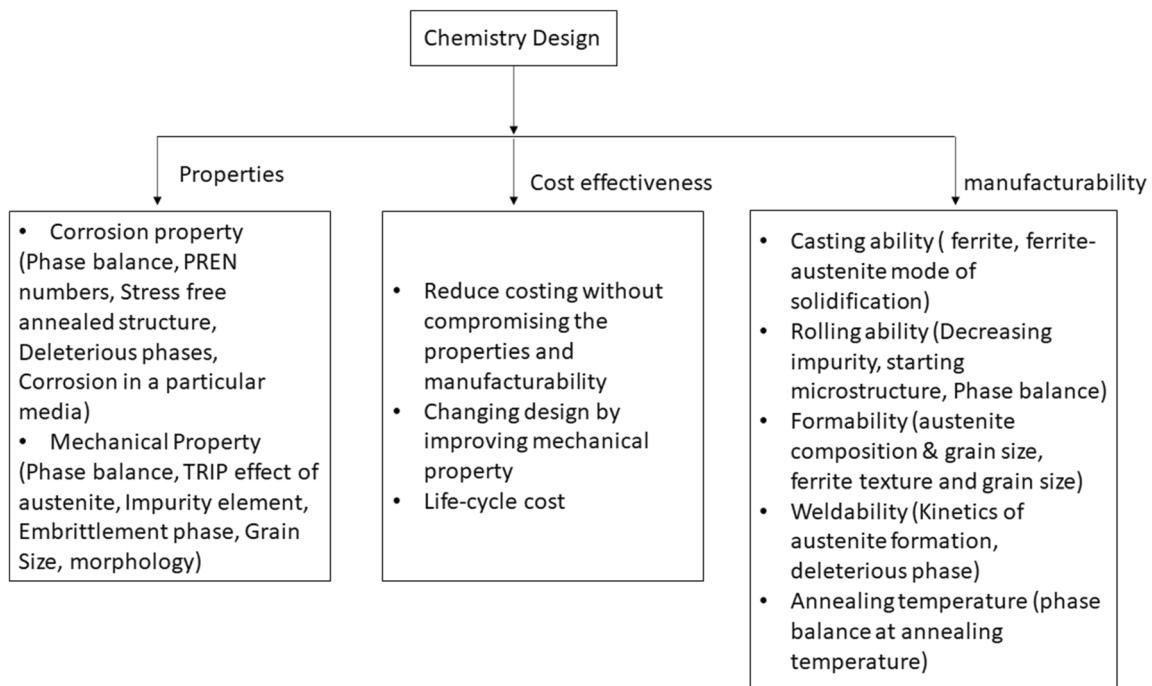 Chemistry Design
Properties
Cost effectiveness
manufacturability
• Corrosion property
(Phase balance, PREN
numbers, Stress free
annealed structure,
Deleterious phases,
Corrosion in a particular
media)
• Mechanical Property
(Phase balance, TRIP effect of
austenite, Impurity element,
Embrittlement phase, Grain
Size, morphology)
• Reduce costing without
compromising the
properties and
manufacturability
• Changing design by
improving mechanical
property
• Life-cycle cost
• Casting ability ( ferrite, ferrite-
austenite mode of
solidification)
• Rolling ability (Decreasing
impurity, starting
microstructure, Phase balance)
• Formability (austenite
composition & grain size,
ferrite texture and grain size)
• Weldability (Kinetics of
austenite formation,
deleterious phase)
• Annealing temperature (phase
balance at annealing
temperature)